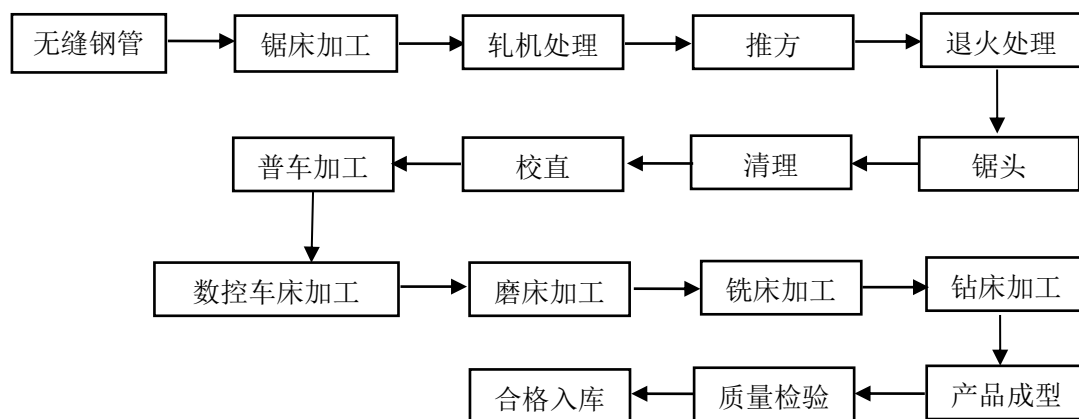 无缝钢管
锯床加工
轧机处理
推方
退火处理
锯头
清理
校直
普车加工
数控车床加工
磨床加工
铣床加工
钻床加工
产品成型
质量检验
合格入库